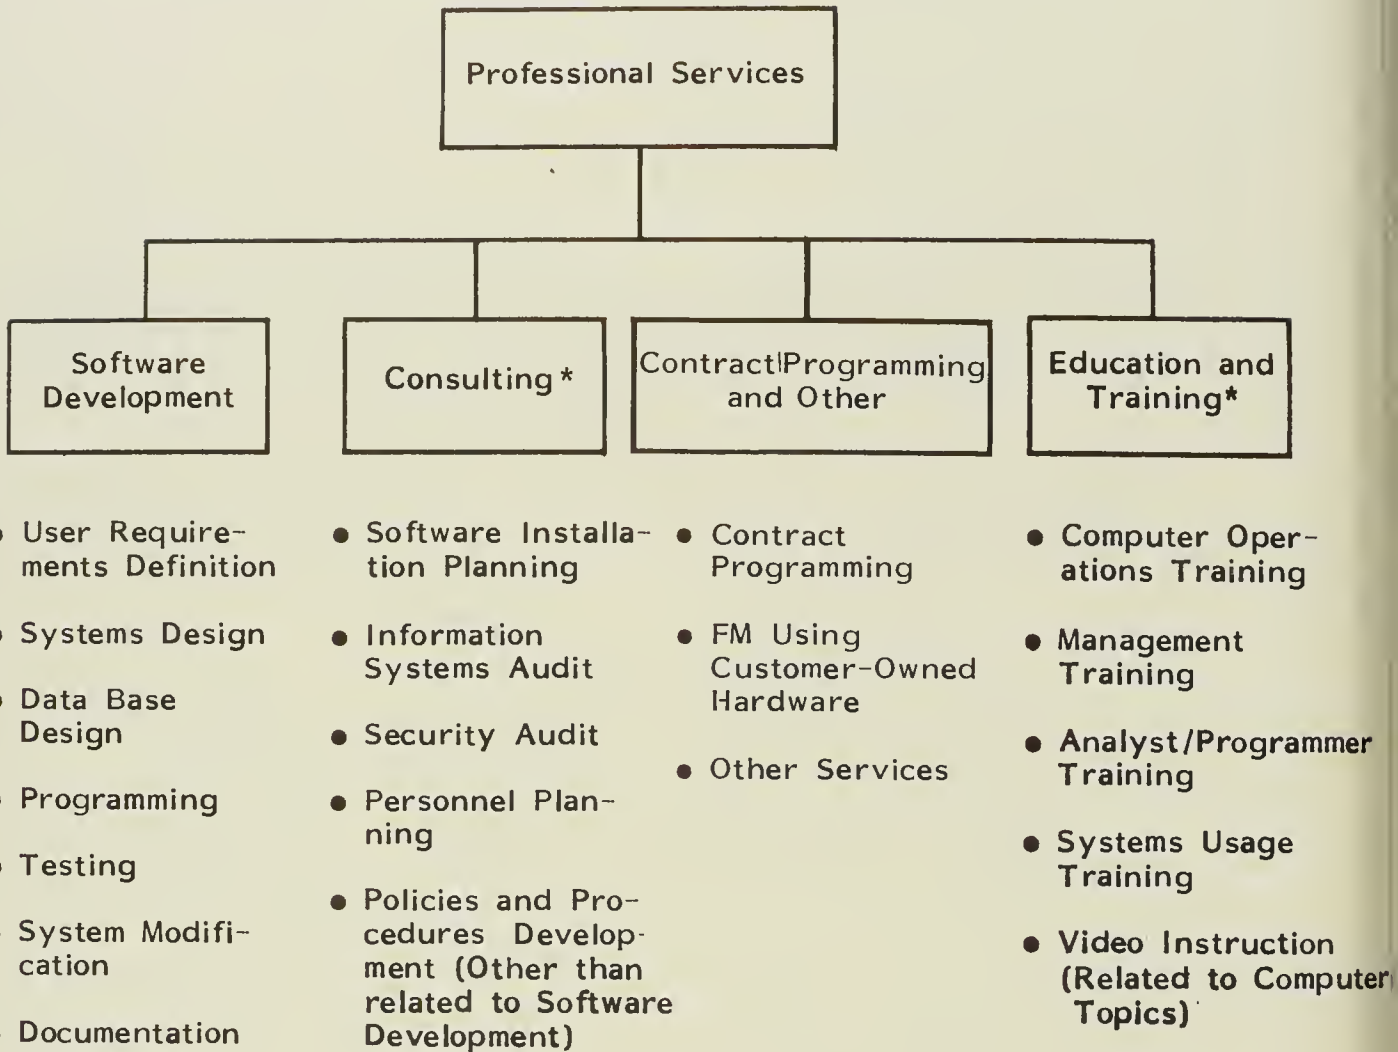 Professional Services
Software
Development
Consulting*
Contract Programming
and Other
Education and
Training*
• User Require-
ments Definition
• Systems Design
• Data Base
Design
• Programming
• Testing
• System Modifi-
cation
• Documentation
• Software Installa-
tion Planning
• Information
Systems Audit
• Security Audit
• Personnel Plan-
ning
• Policies and Pro-
cedures Develop-
ment (Other than
related to Software
Development)
• Contract
Programming
• FM Using
Customer-Owned
Hardware
• Other Services
• Computer Oper-
ations Training
• Management
Training
• Analyst/Programmer
Training
• Systems Usage
Training
• Video Instruction
(Related to Computer
Topics)